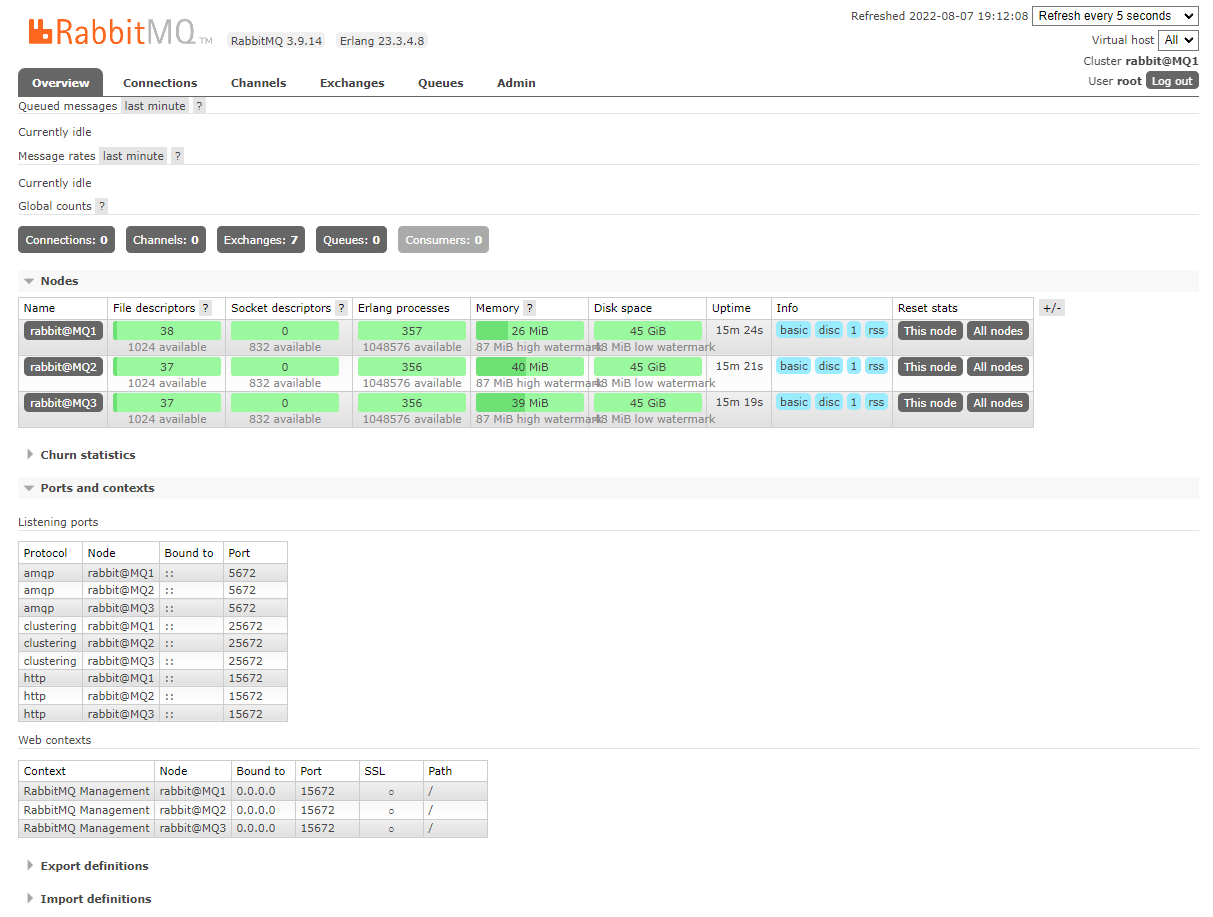 Refreshed 2022-08-07 19:12:08 Refresh every 5 seconds
RabbitMQ TM RabbitMQ 3.9.14 Erlang 23.3.4.8
Virtual host All
Cluster rabbit@MQ1
User root Log out
Overview Connections Channels Exchanges Queues Admin
Queued messages last minute ?
Currently idle
Message rates last minute ?
Currently idle
Global counts ?
Connections: 0 Channels: 0 Exchanges: 7 Queues: 0 Consumers: 0
Nodes
Name File descriptors ? Socket descriptors ? Erlang processes Memory ? Disk space Uptime Info Reset stats +/-
rabbit@MQ1 38 0 357 26 MiB 45 GiB 15m 24s basic disc 1 rss This node All nodes
1024 available 832 available 1048576 available 87 MiB high watermark 48 MiB low watermark
rabbit@MQ2 37 0 356 40 MiB 45 GiB 15m 21s basic disc 1 rss This node All nodes
1024 available 832 available 1048576 available 87 MiB high watermark 48 MiB low watermark
rabbit@MQ3 37 0 356 39 MiB 45 GiB 15m 19s basic disc 1 rss This node All nodes
1024 available 832 available 1048576 available 87 MiB high watermark 48 MiB low watermark
Churn statistics
Ports and contexts
Listening ports
Protocol Node Bound to Port
amqp rabbit@MQ1 :: 5672
amqp rabbit@MQ2 :: 5672
amqp rabbit@MQ3 :: 5672
clustering rabbit@MQ1 :: 25672
clustering rabbit@MQ2 :: 25672
clustering rabbit@MQ3 :: 25672
http rabbit@MQ1 :: 15672
http rabbit@MQ2 :: 15672
http rabbit@MQ3 :: 15672
Web contexts
Context Node Bound to Port SSL Path
RabbitMQ Management rabbit@MQ1 0.0.0.0 15672 ○ /
RabbitMQ Management rabbit@MQ2 0.0.0.0 15672 ○ /
RabbitMQ Management rabbit@MQ3 0.0.0.0 15672 ○ /
Export definitions
Import definitions